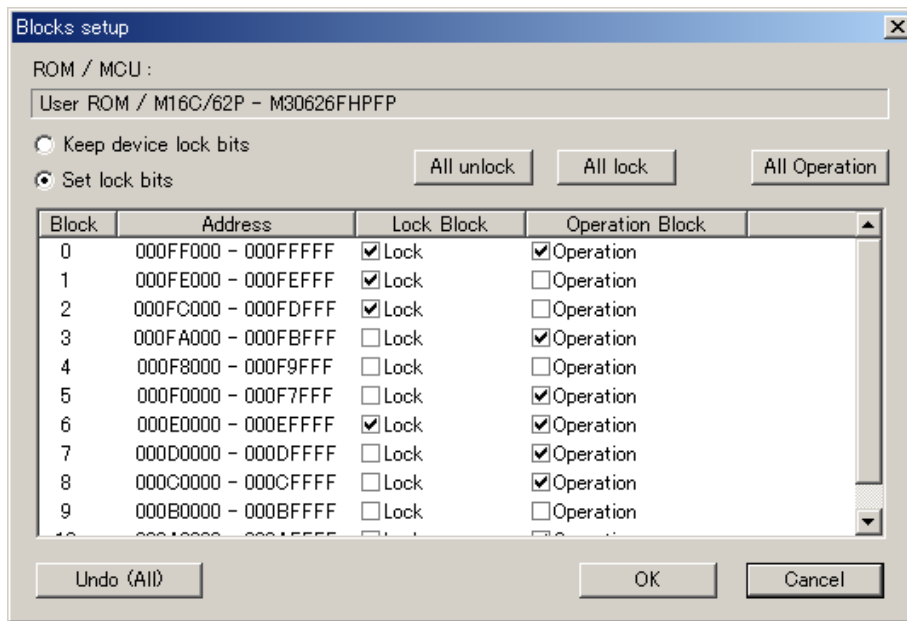 Blocks setup
ROM / MCU :
User ROM / M16C/62P - M30626FHPFP
Keep device lock bits
Set lock bits
All unlock All lock All Operation
Block Address Lock Block Operation Block
0 000FF000 - 000FFFFF Lock Operation
1 000FE000 - 000FEFFF Lock Operation
2 000FC000 - 000FDFFF Lock Operation
3 000FA000 - 000FBFFF Lock Operation
4 000F8000 - 000F9FFF Lock Operation
5 000F0000 - 000F7FFF Lock Operation
6 000E0000 - 000EFFFF Lock Operation
7 000D0000 - 000DFFFF Lock Operation
8 000C0000 - 000CFFFF Lock Operation
9 000B0000 - 000BFFFF Lock Operation
Undo (All) OK Cancel